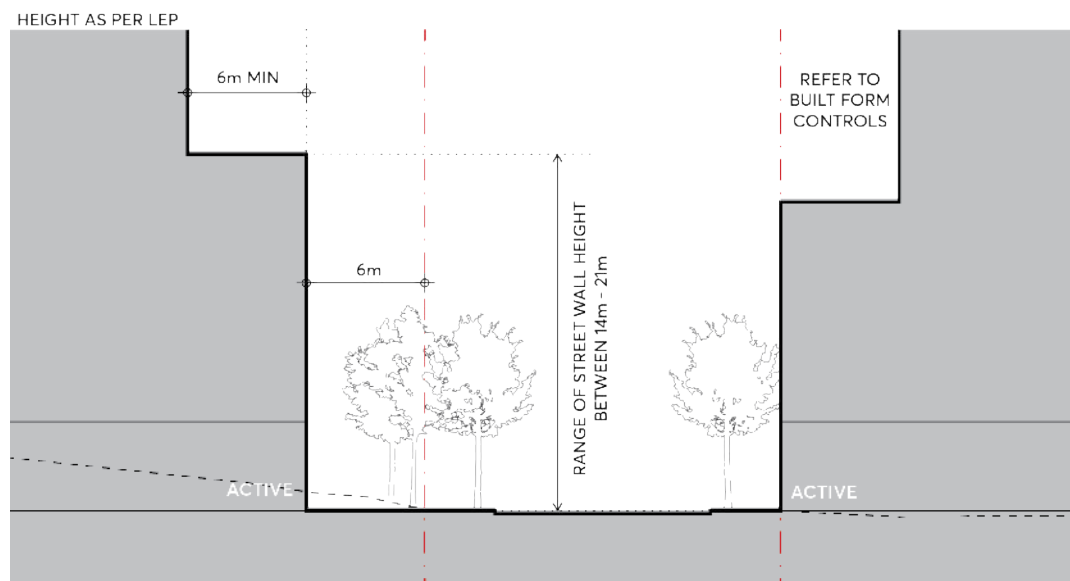 HEIGHT AS PER LEP
6m MIN
REFER TO
BUILT FORM
CONTROLS
6m
RANGE OF STREET WALL HEIGHT
BETWEEN 14m - 21m
ACTIVE
ACTIVE